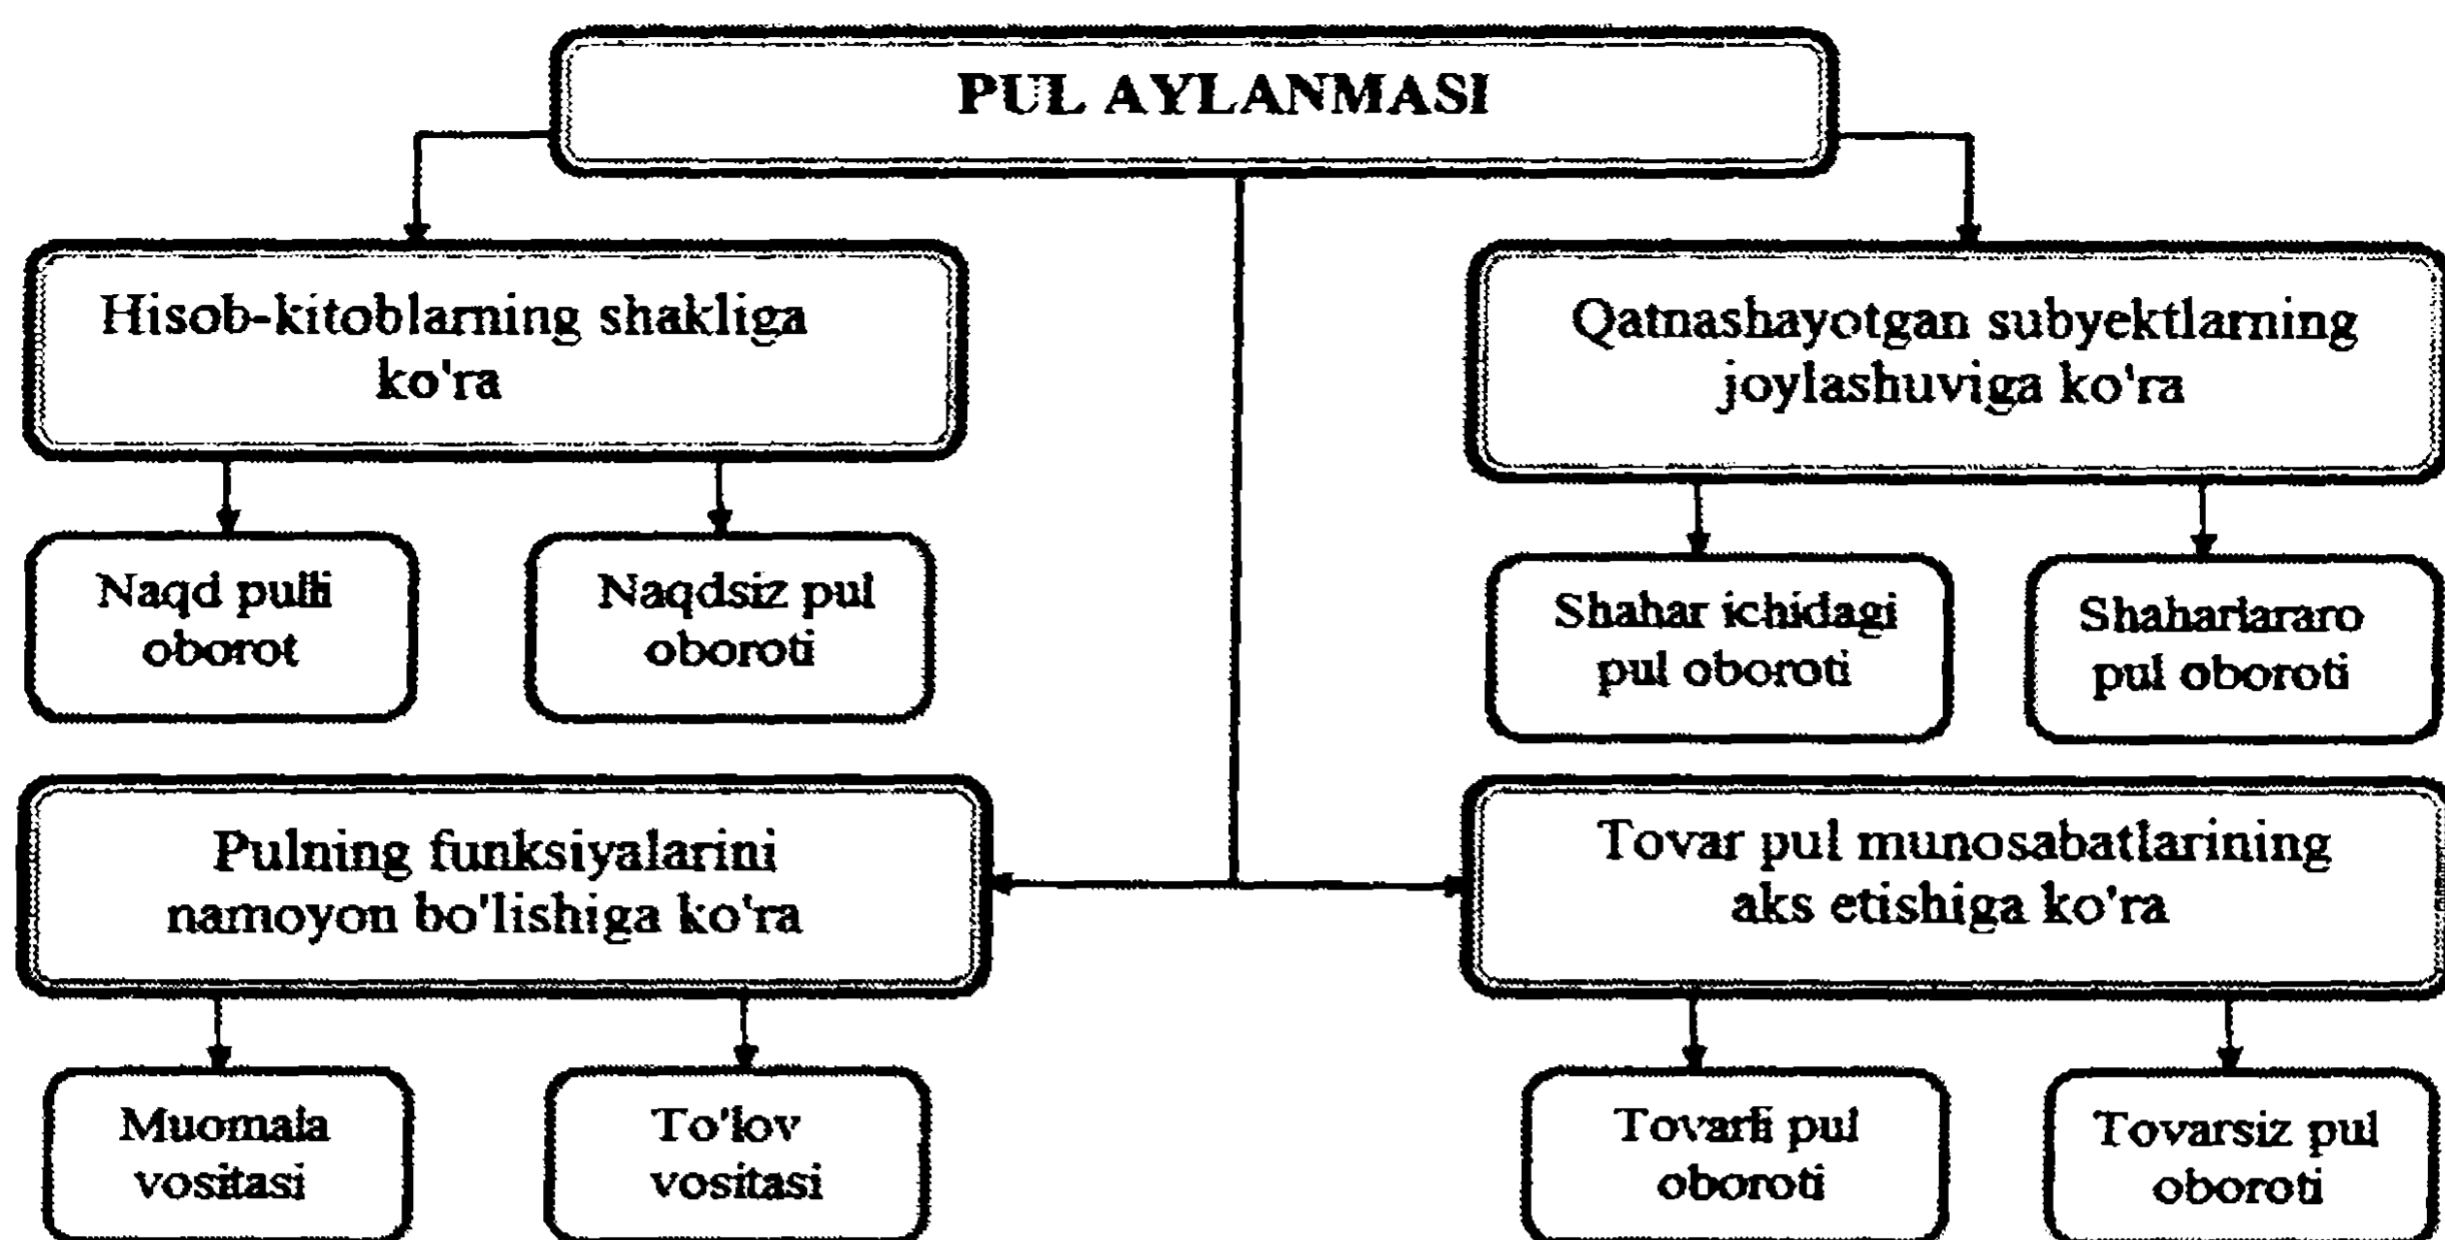 PUL AYLANMASI
Hisob-kitoblarning shakliga
ko'ra
Qatnashayotgan subyektlarning
joylashuviga ko'ra
Naqd pulli
oborot
Naqdsiz pul
oboroti
Shahar ichidagi
pul oboroti
Shaharlararo
pul oboroti
Pulning funksiyalarini
namoyon bo'lishiga ko'ra
Tovar pul munosabatlarining
aks etishiga ko'ra
Muomala
vositasi
To'lov
vositasi
Tovarli pul
oboroti
Tovarsiz pul
oboroti